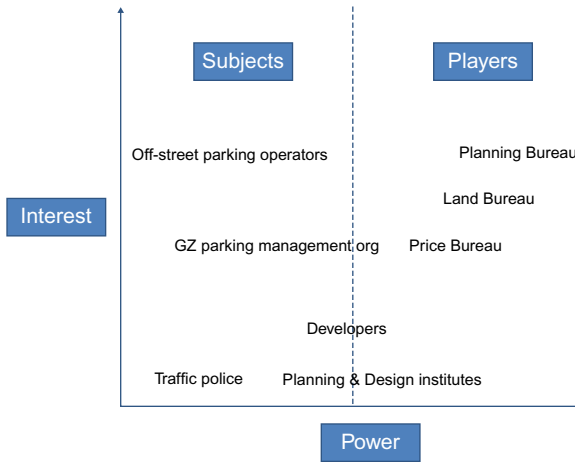 Subjects
Players
Off-street parking operators
Planning Bureau
Land Bureau
Interest
GZ parking management org
Price Bureau
Developers
Traffic police
Planning & Design institutes
Power